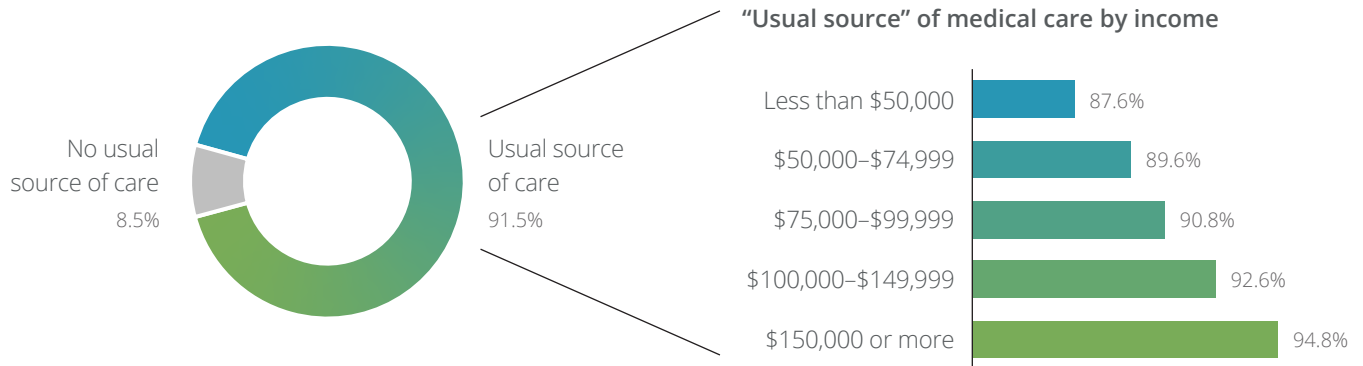 No usual
source of care
8.5%
Usual source
of care
91.5%
“Usual source” of medical care by income
Less than $50,000 87.6%
$50,000–$74,999 89.6%
$75,000–$99,999 90.8%
$100,000–$149,999 92.6%
$150,000 or more 94.8%